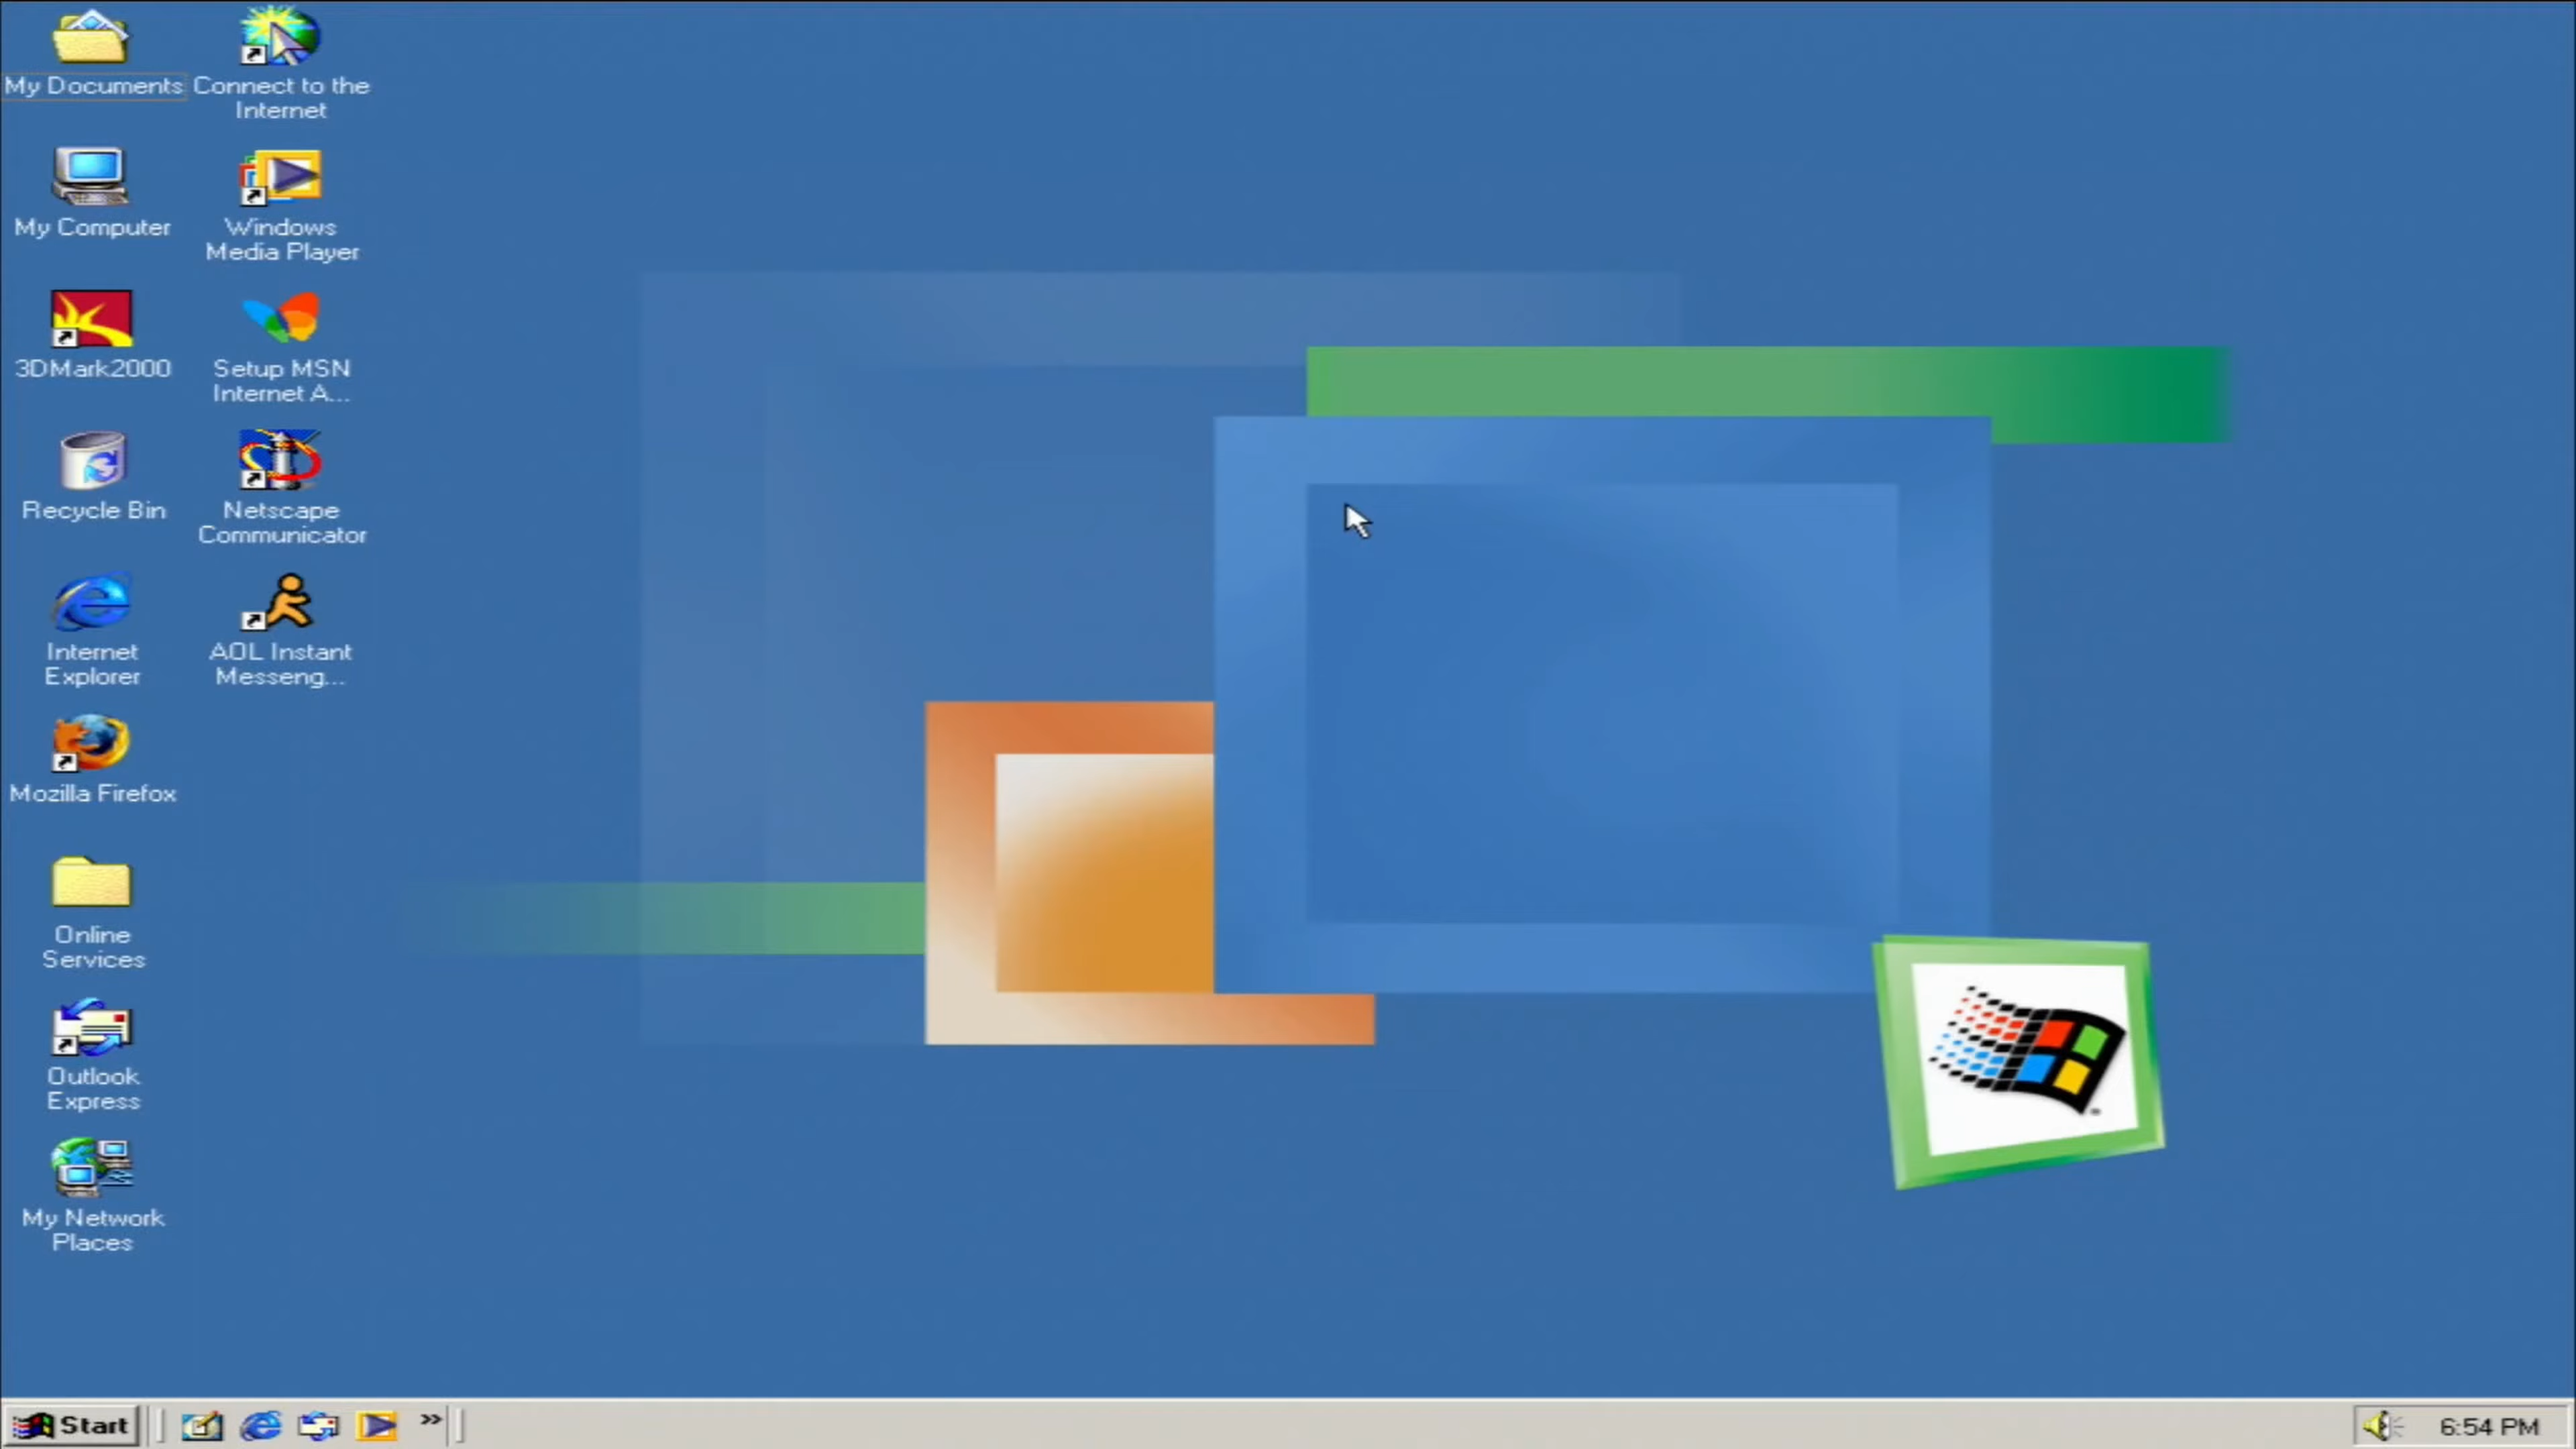 My Documents
Connect to the
Internet
My Computer
Windows
Media Player
3DMark2000
Setup MSN
Internet A...
Recycle Bin
Netscape
Communicator
Internet
Explorer
AOL Instant
Messeng...
Mozilla Firefox
Online
Services
Outlook
Express
My Network
Places
Start
»
6:54 PM